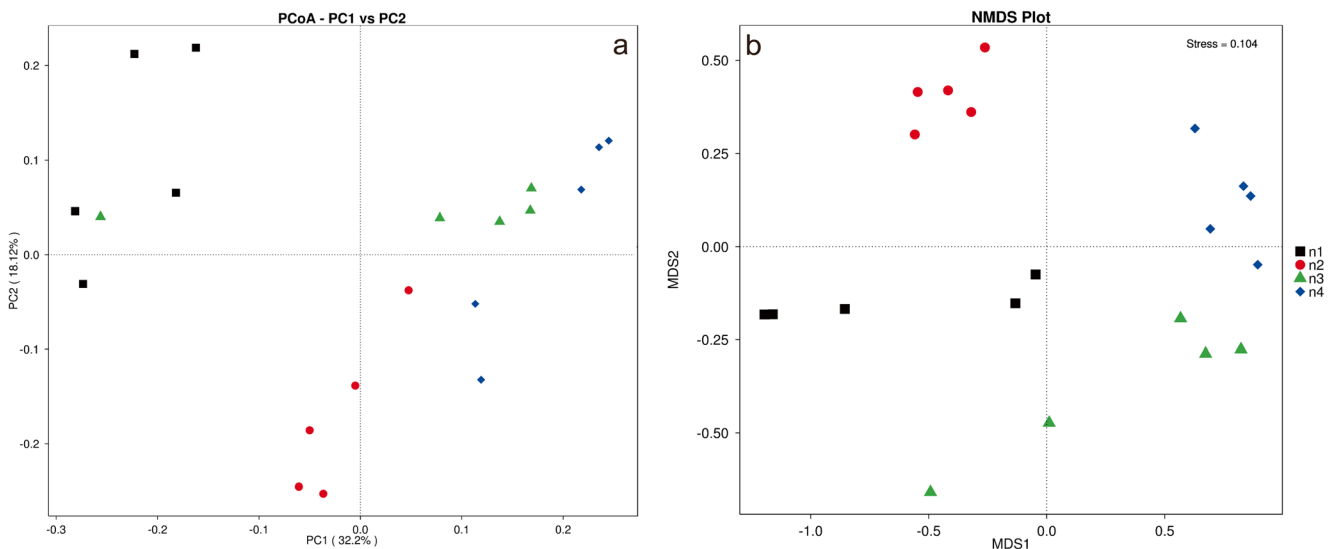 PCoA - PC1 vs PC2
a
0.2
0.1
0.0
-0.1
-0.2
PC2 ( 18.12% )
-0.3
-0.2
-0.1
0.0
0.1
0.2
PC1 ( 32.2% )
NMDS Plot
b
Stress = 0.104
0.50
0.25
0.00
-0.25
-0.50
MDS2
-1.0
-0.5
0.0
0.5
MDS1
n1
n2
n3
n4